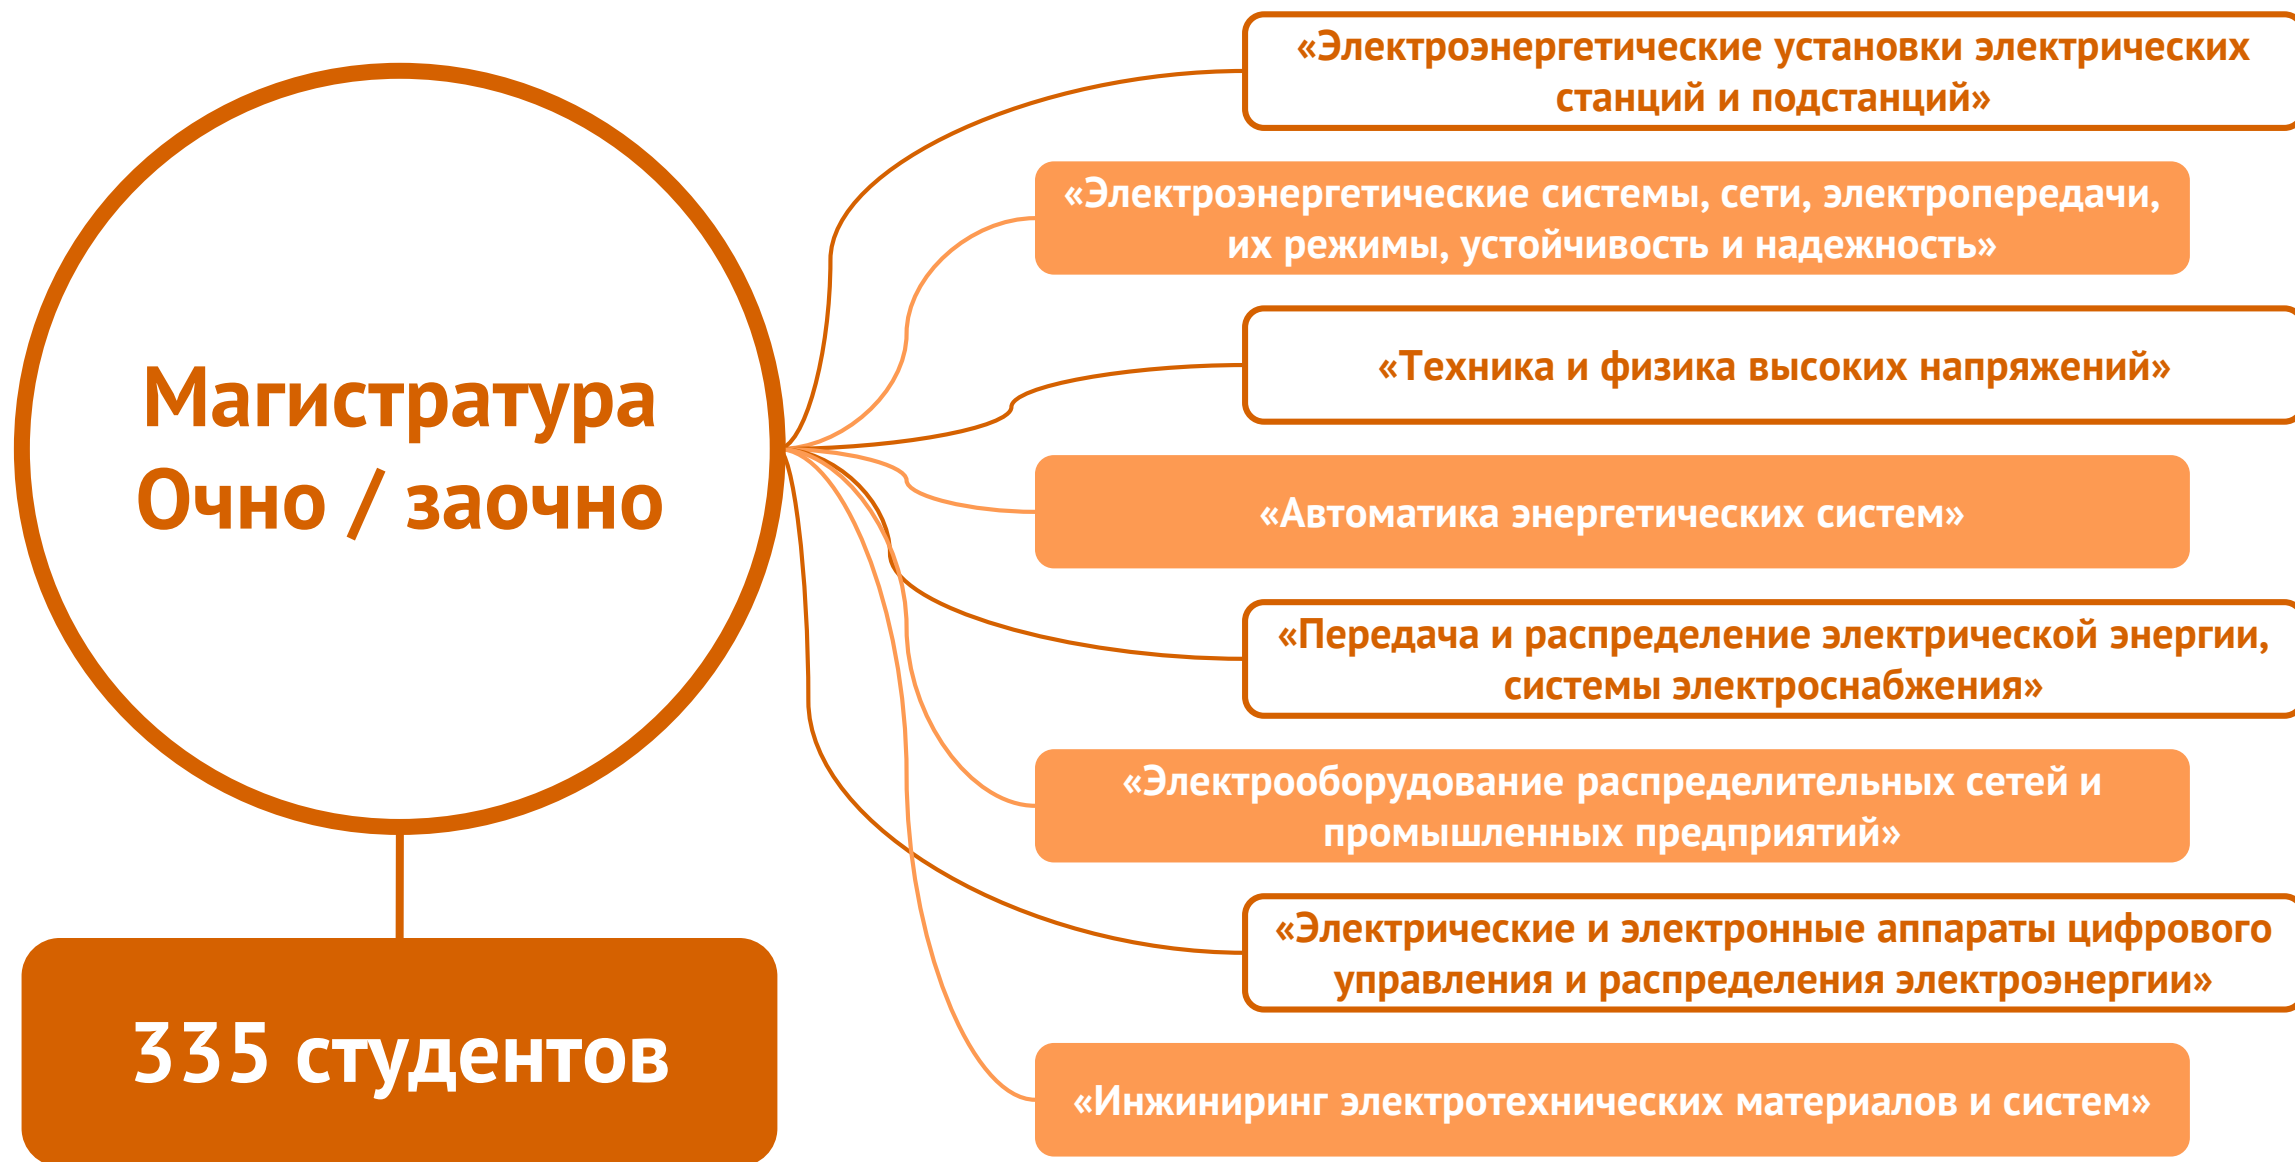 Магистратура
Очно / заочно
335 студентов
«Электроэнергетические установки электрических
станций и подстанций»
«Электроэнергетические системы, сети, электропередачи,
их режимы, устойчивость и надежность»
«Техника и физика высоких напряжений»
«Автоматика энергетических систем»
«Передача и распределение электрической энергии,
системы электроснабжения»
«Электрооборудование распределительных сетей и
промышленных предприятий»
«Электрические и электронные аппараты цифрового
управления и распределения электроэнергии»
«Инжиниринг электротехнических материалов и систем»